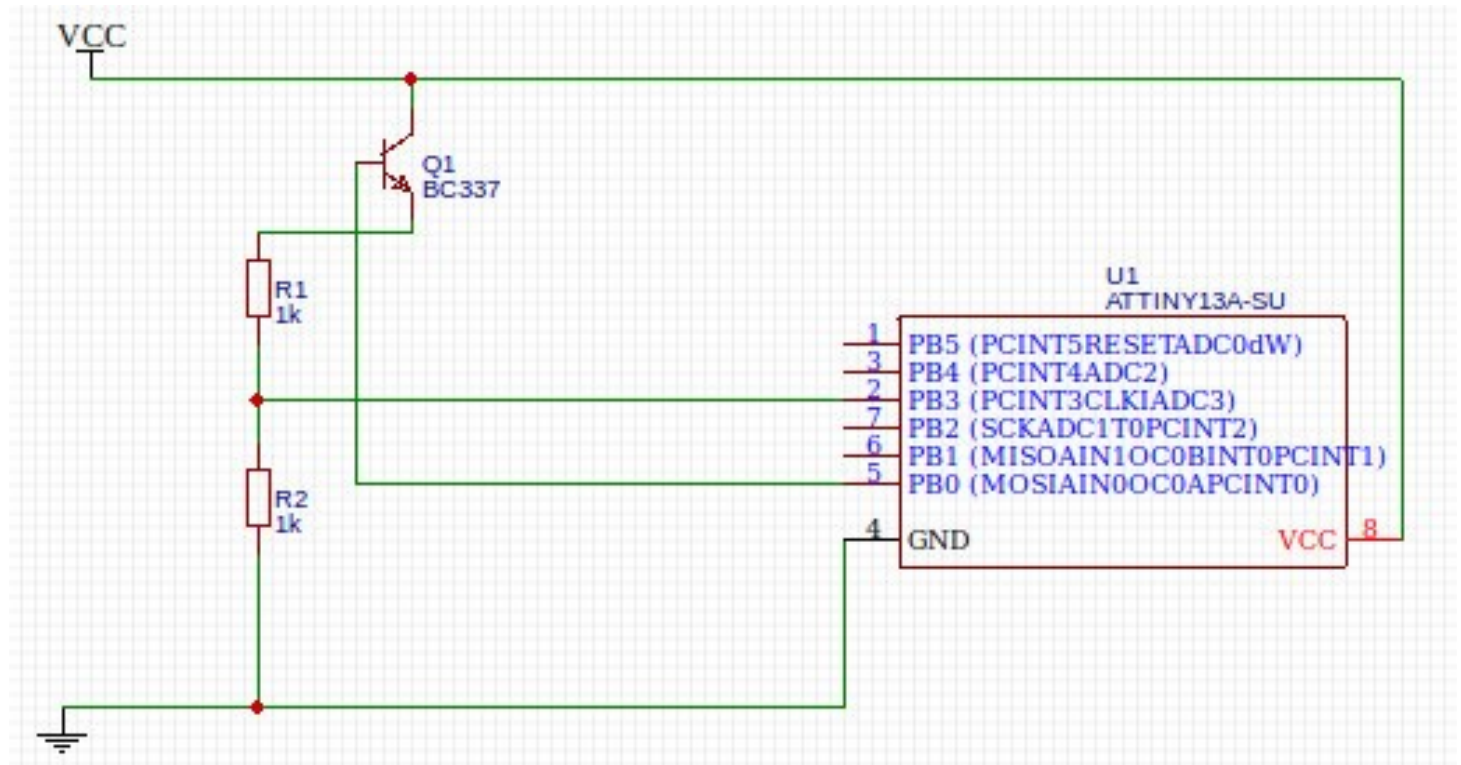 VCC
Q1
BC337
R1
1k
R2
1k
U1
ATTINY13A-SU
1 PB5 (PCINT5RESETADC0dW)
3 PB4 (PCINT4ADC2)
2 PB3 (PCINT3CLKIADC3)
7 PB2 (SCKADC1T0PCINT2)
6 PB1 (MISOAIN1OC0BINT0PCINT1)
5 PB0 (MOSIAIN0OC0APCINT0)
4 GND VCC 8